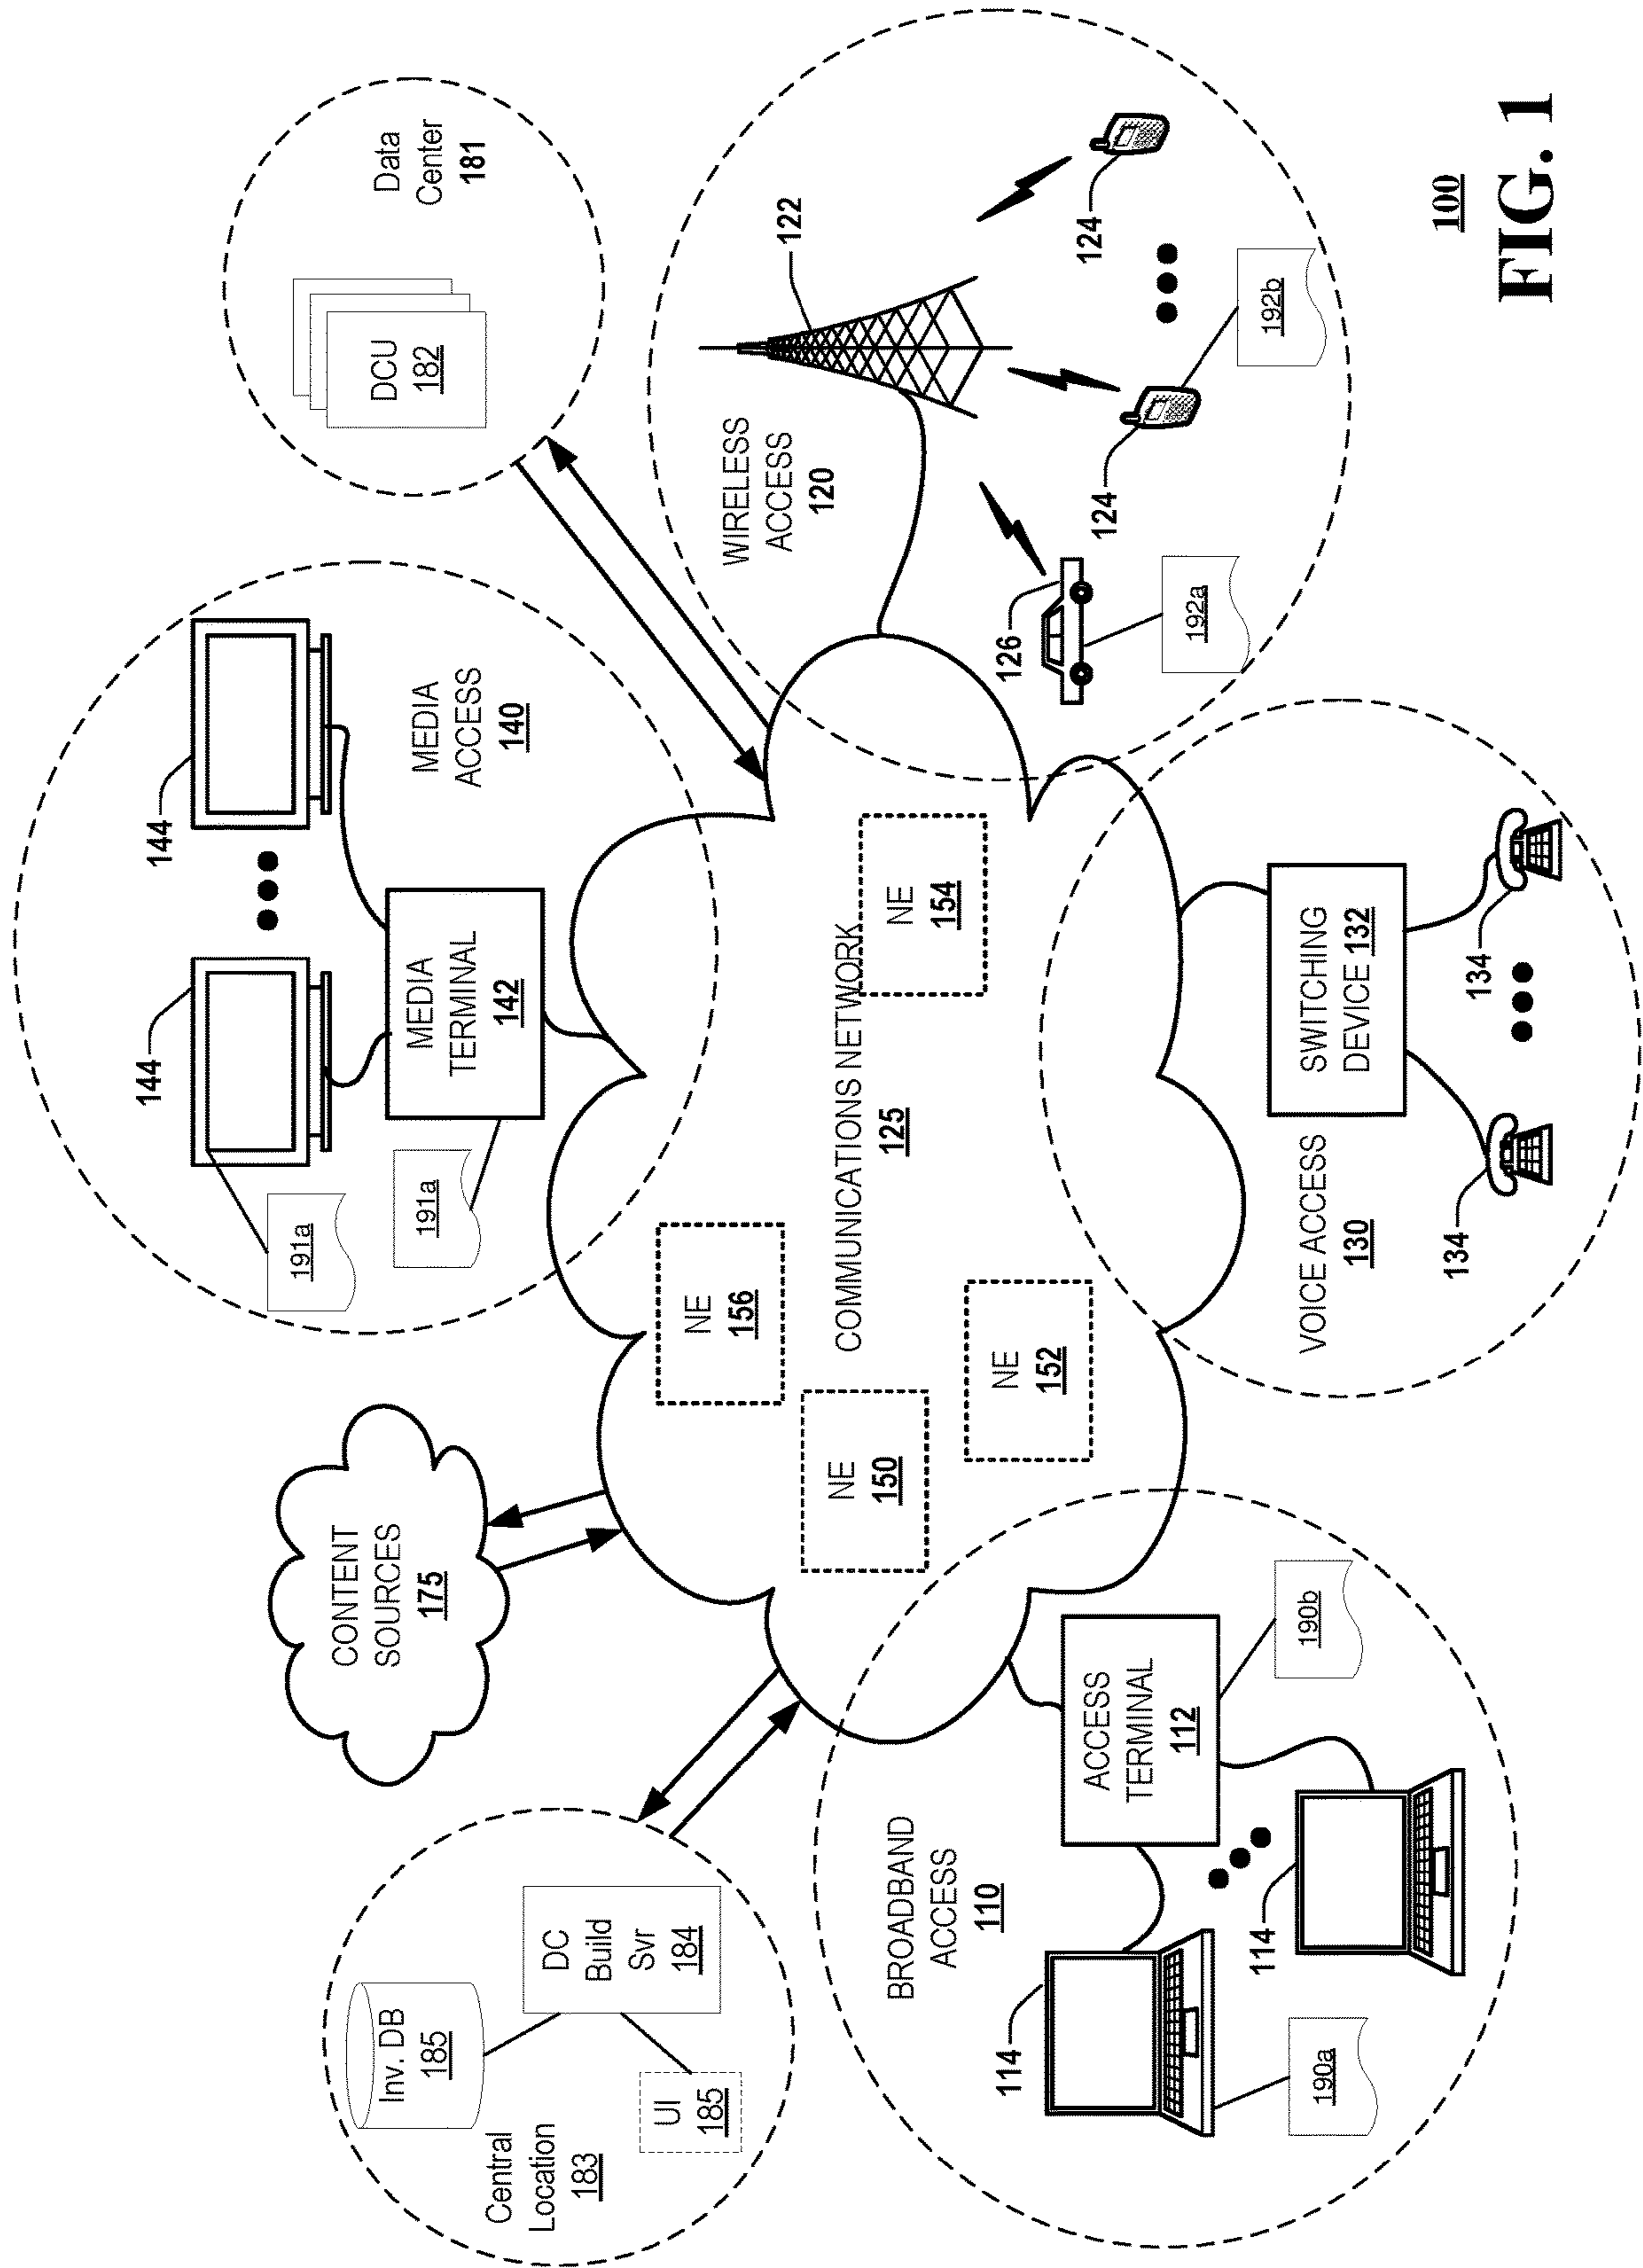 Central
Location
183
Inv. DB
185
UI
185
DC
Build
Svr
184
CONTENT
SOURCES
175
144
144
191a
191a
MEDIA
TERMINAL
142
MEDIA
ACCESS
140
DCU
182
Data
Center
181
NE
156
NE
150
NE
152
NE
154
COMMUNICATIONS NETWORK
125
BROADBAND
ACCESS
110
ACCESS
TERMINAL
112
114
114
190a
190b
VOICE ACCESS
130
SWITCHING
DEVICE 132
134
134
WIRELESS
ACCESS
120
122
126
124
124
192a
192b
100
FIG. 1